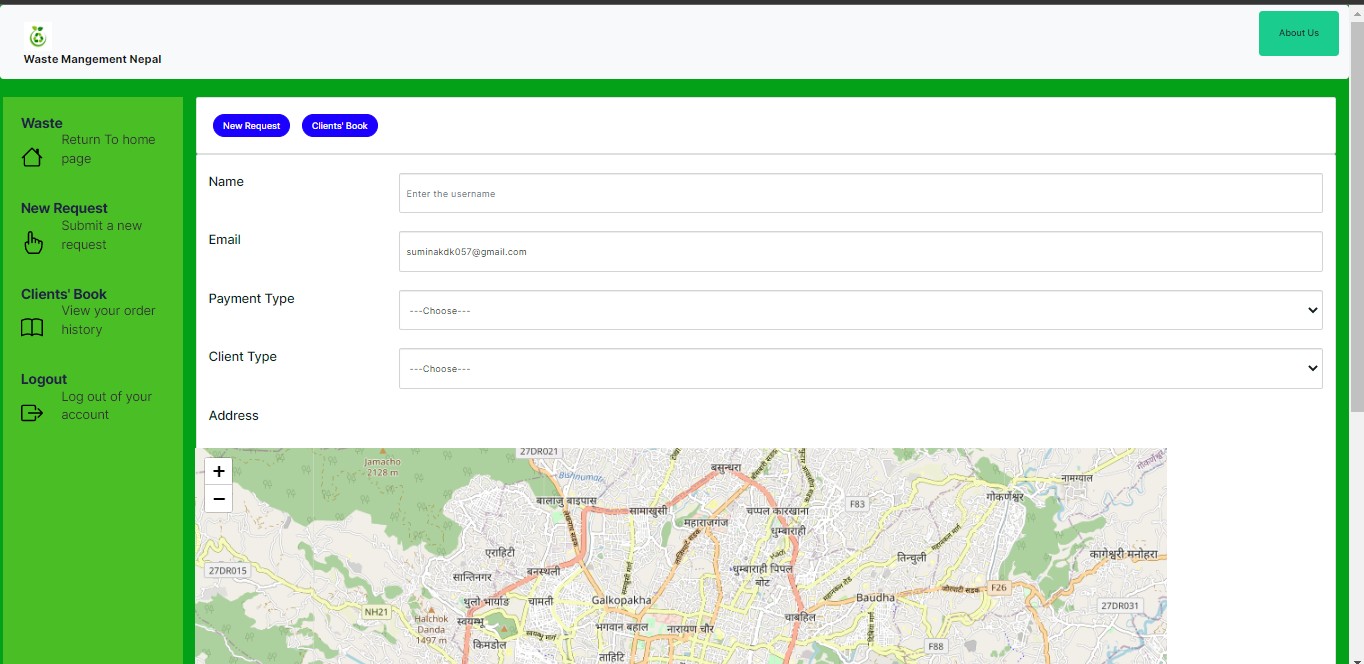 About Us
Waste Mangement Nepal
Waste
Return To home
page
New Request
Submit a new
request
Clients' Book
View your order
history
Logout
Log out of your
account
New Request
Clients' Book
Name
Enter the username
Email
suminakdk057@gmail.com
Payment Type
---Choose---
Client Type
---Choose---
Address
+
−
27DR021
Jamacho
2128 m
Bishnumati
बसुन्धरा
गोकर्णेश्वर
नामग्याल
बालाजु बाइपास
सामाखुसी
चप्पल कारखाना
F83
महाराजगंज
धुम्बाराही
एराहिटी
तिन्चुली
कागेश्वरी मनोहरा
27DR015
सान्तिनगर
बनस्थली
धुम्बाराही पिपल
बोट
F26
थुलो भार्याङ
चामती
Galkopakha
Baudha
27DR031
NH21
Halchok
Danda
1497 m
स्वयम्भु
चाबहिल
भगवान बहाल
नारायण चौर
किमडोल
F88
ताहिटि